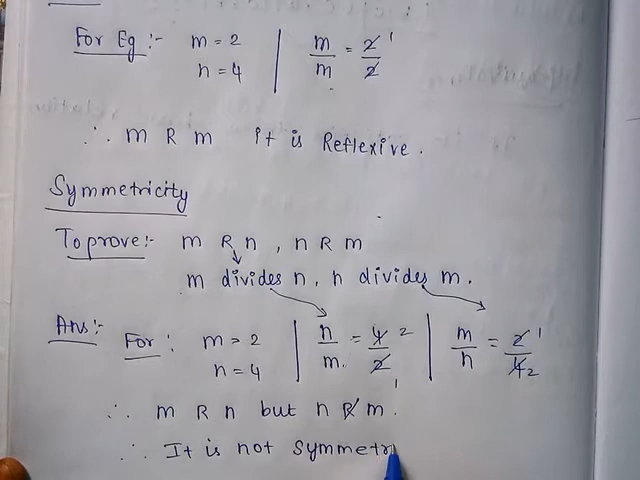 For Eg :- m = 2 | m/m = 2/2 1
n = 4
∴ m R m It is Reflexive.
Symmetricity
To prove :- m R n , n R m
m divides n, n divides m.
Ans :- For : m = 2 | n/m = 4/2 2 1 | m/n = 2/4 1 2
n = 4
∴ m R n but n R̸ m.
∴ It is not Symmetr